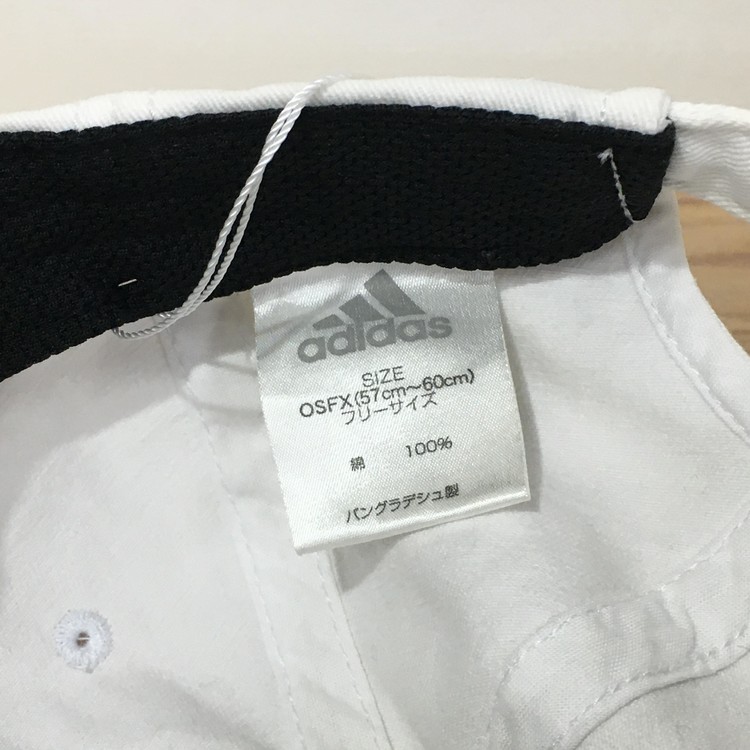 adidas
SIZE
OSFX(57cm～60cm)
フリーサイズ
綿 100%
バングラデシュ製